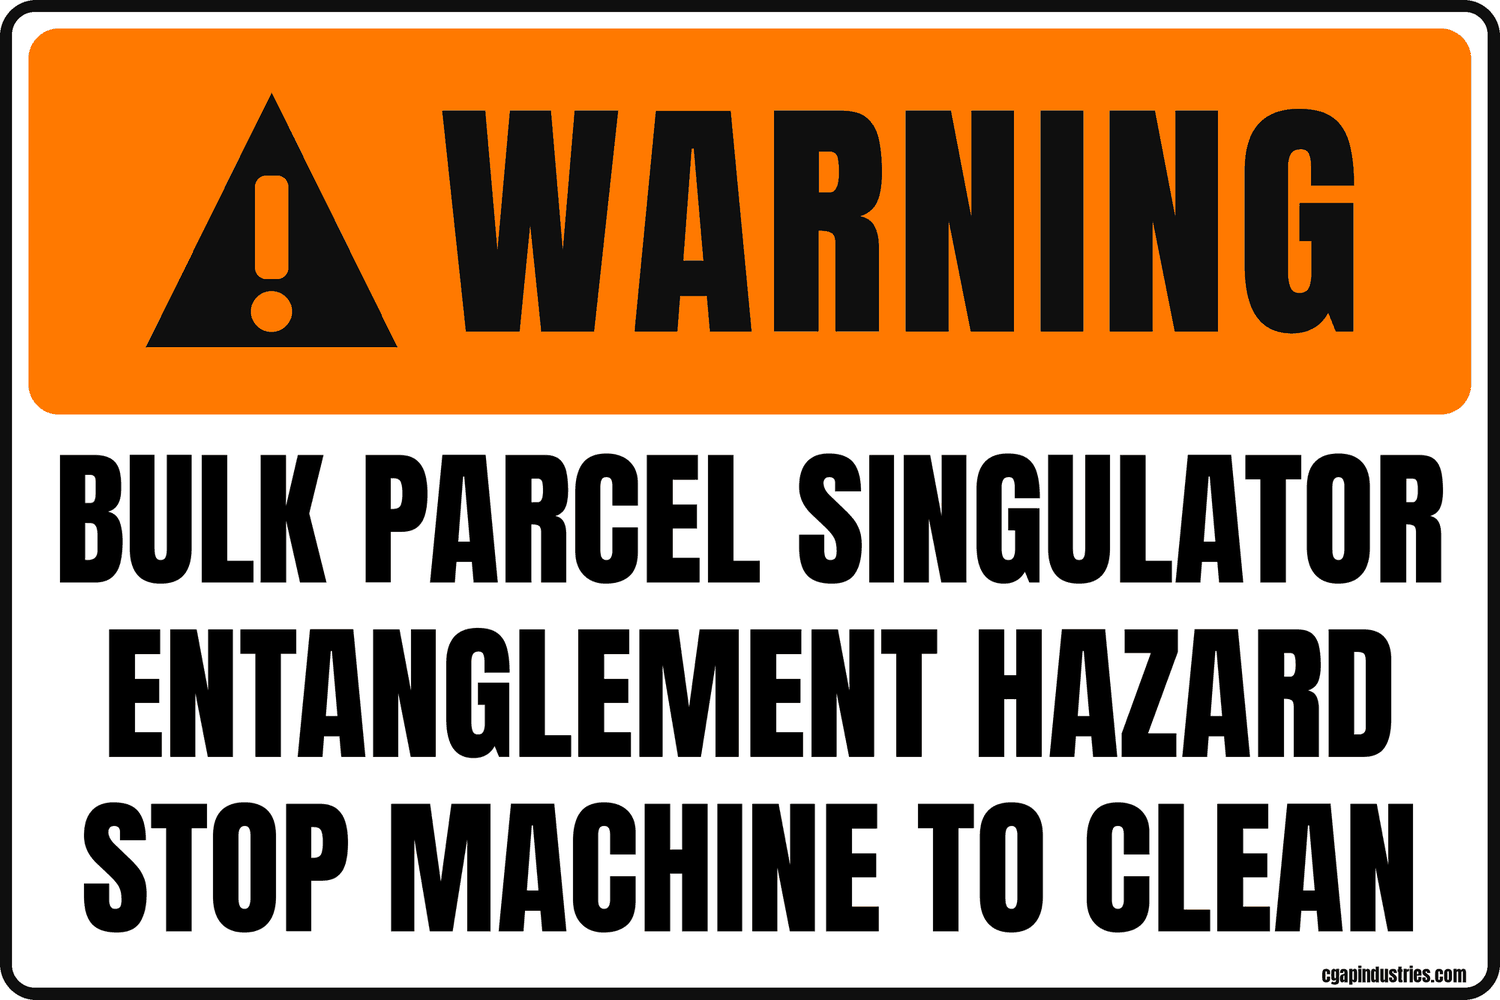 WARNING
BULK PARCEL SINGULATOR
ENTANGLEMENT HAZARD
STOP MACHINE TO CLEAN
cgapindustries.com